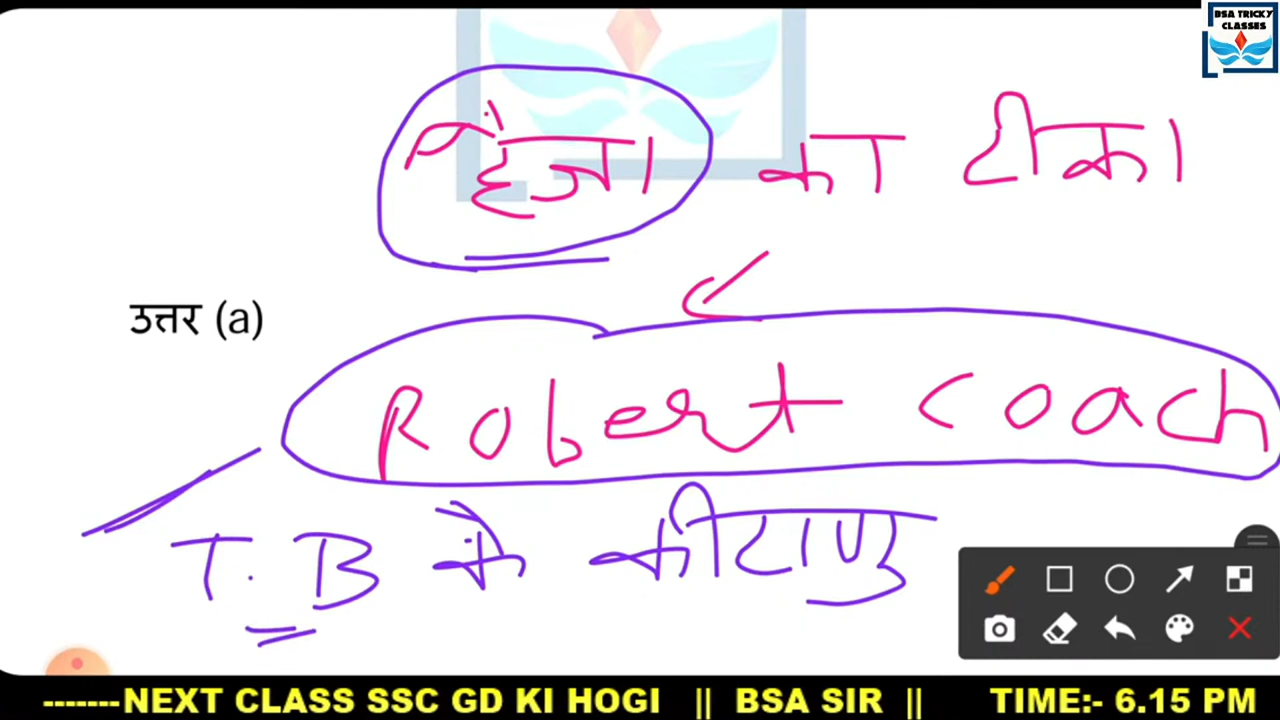 BSA TRICKY
CLASSES
हैजा का टीका
उत्तर (a)
Robert Coach
T.B के कीटाणु
-------NEXT CLASS SSC GD KI HOGI || BSA SIR || TIME:- 6.15 PM